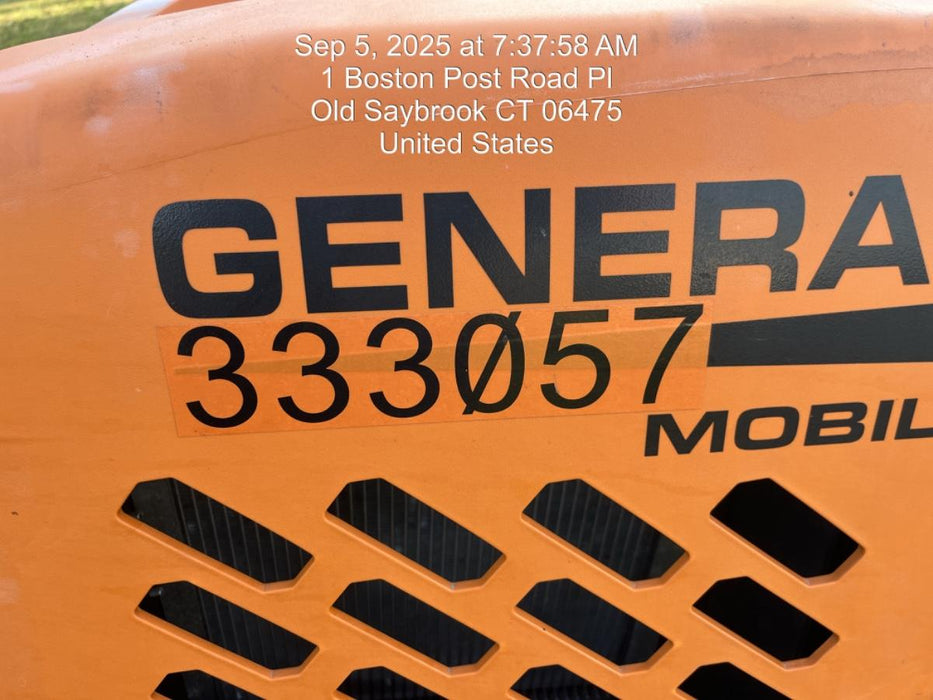 Sep 5, 2025 at 7:37:58 AM
1 Boston Post Road Pl
Old Saybrook CT 06475
United States
GENERA
333057
MOBIL